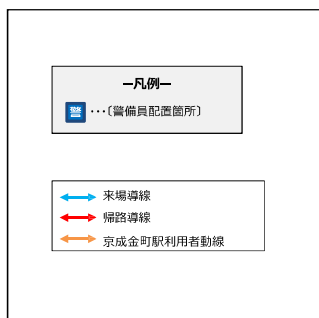 ー凡例ー
警 ・・・〔警備員配置箇所〕
来場導線
帰路導線
京成金町駅利用者動線